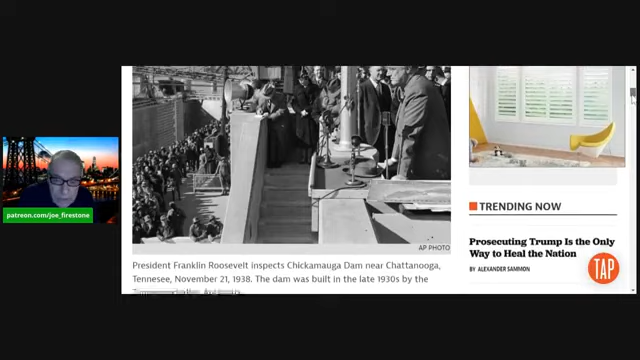 patreon.com/joe_firestone
AP PHOTO
President Franklin Roosevelt inspects Chickamauga Dam near Chattanooga,
Tennessee, November 21, 1938. The dam was built in the late 1930s by the
TRENDING NOW
Prosecuting Trump Is the Only
Way to Heal the Nation
BY ALEXANDER SAMMON
TAP